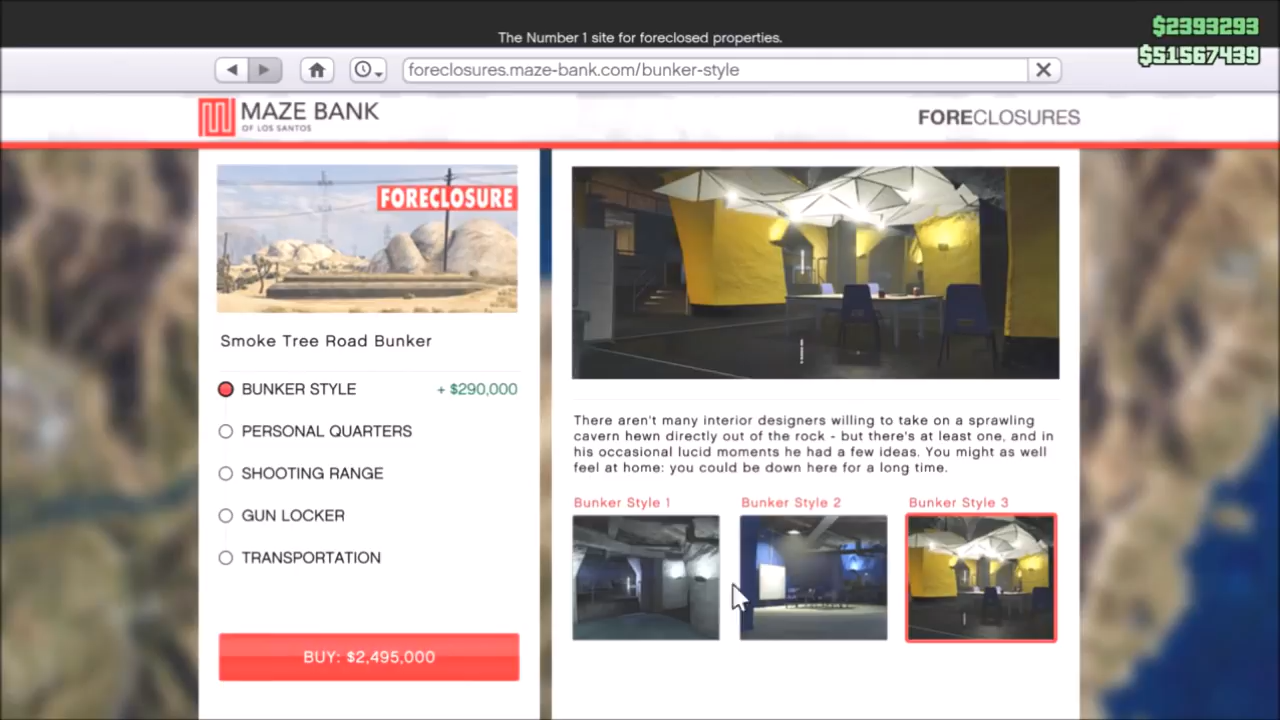 $2393293
The Number 1 site for foreclosed properties.
$51567439
foreclosures.maze-bank.com/bunker-style
MAZE BANK
OF LOS SANTOS
FORECLOSURES
FORECLOSURE
Smoke Tree Road Bunker
BUNKER STYLE + $290,000
PERSONAL QUARTERS
SHOOTING RANGE
GUN LOCKER
TRANSPORTATION
BUY: $2,495,000
There aren't many interior designers willing to take on a sprawling
cavern hewn directly out of the rock - but there's at least one, and in
his occasional lucid moments he had a few ideas. You might as well
feel at home: you could be down here for a long time.
Bunker Style 1 Bunker Style 2 Bunker Style 3